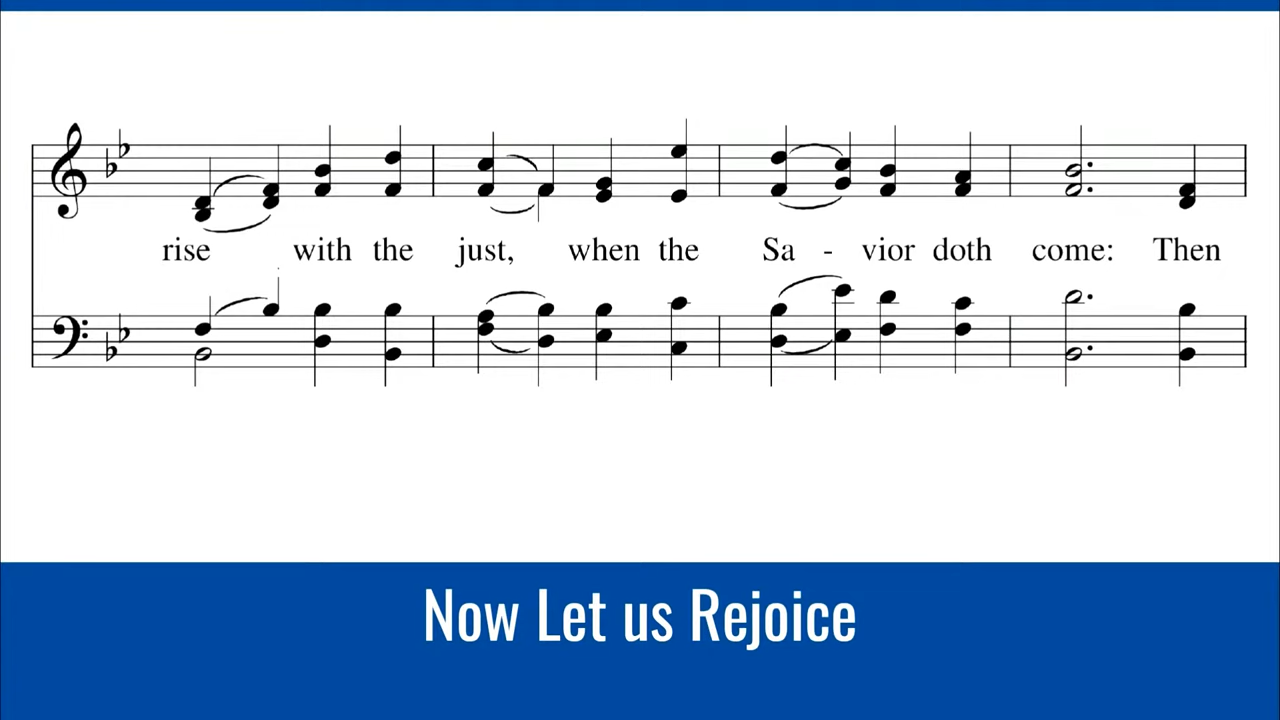 rise with the just, when the Sa - vior doth come: Then
Now Let us Rejoice